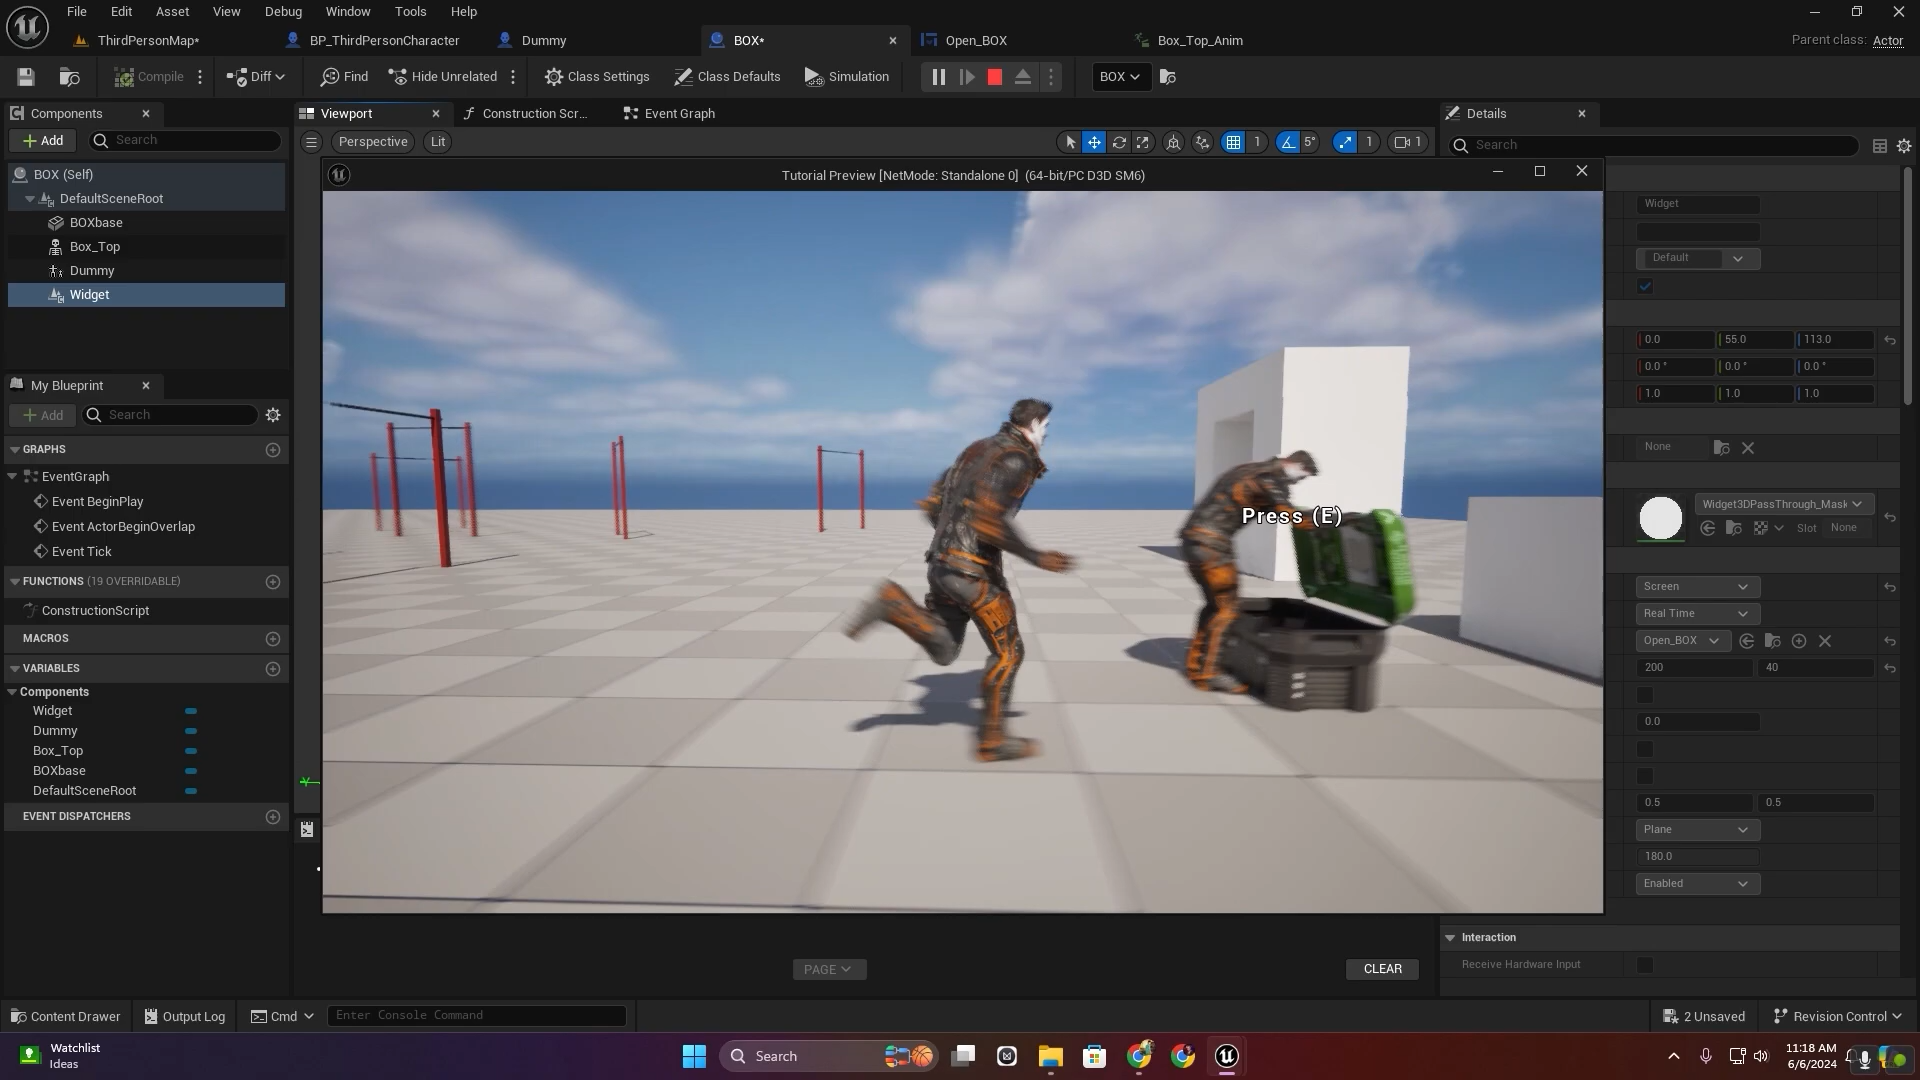 File Edit Asset View Debug Window Tools Help
ThirdPersonMap* BP_ThirdPersonCharacter Dummy BOX* Open_BOX Box_Top_Anim Parent class: Actor
Compile Diff Find Hide Unrelated Class Settings Class Defaults Simulation BOX
Components Viewport Construction Scr... Event Graph Details
Add Search Perspective Lit 1 5° 1 1 Search
BOX (Self)
DefaultSceneRoot
BOXbase
Box_Top
Dummy
Widget
Tutorial Preview [NetMode: Standalone 0] (64-bit/PC D3D SM6)
Press (E)
My Blueprint
Add Search
GRAPHS
EventGraph
Event BeginPlay
Event ActorBeginOverlap
Event Tick
FUNCTIONS (19 OVERRIDABLE)
ConstructionScript
MACROS
VARIABLES
Components
Widget
Dummy
Box_Top
BOXbase
DefaultSceneRoot
EVENT DISPATCHERS
Widget
Default
0.0 55.0 113.0
0.0 ° 0.0 ° 0.0 °
1.0 1.0 1.0
None
Widget3DPassThrough_Mask
Slot None
Screen
Real Time
Open_BOX
200 40
0.0
0.5 0.5
Plane
180.0
Enabled
Interaction
Receive Hardware Input
PAGE CLEAR
Content Drawer Output Log Cmd Enter Console Command 2 Unsaved Revision Control
Watchlist
Ideas
Search
11:18 AM
6/6/2024